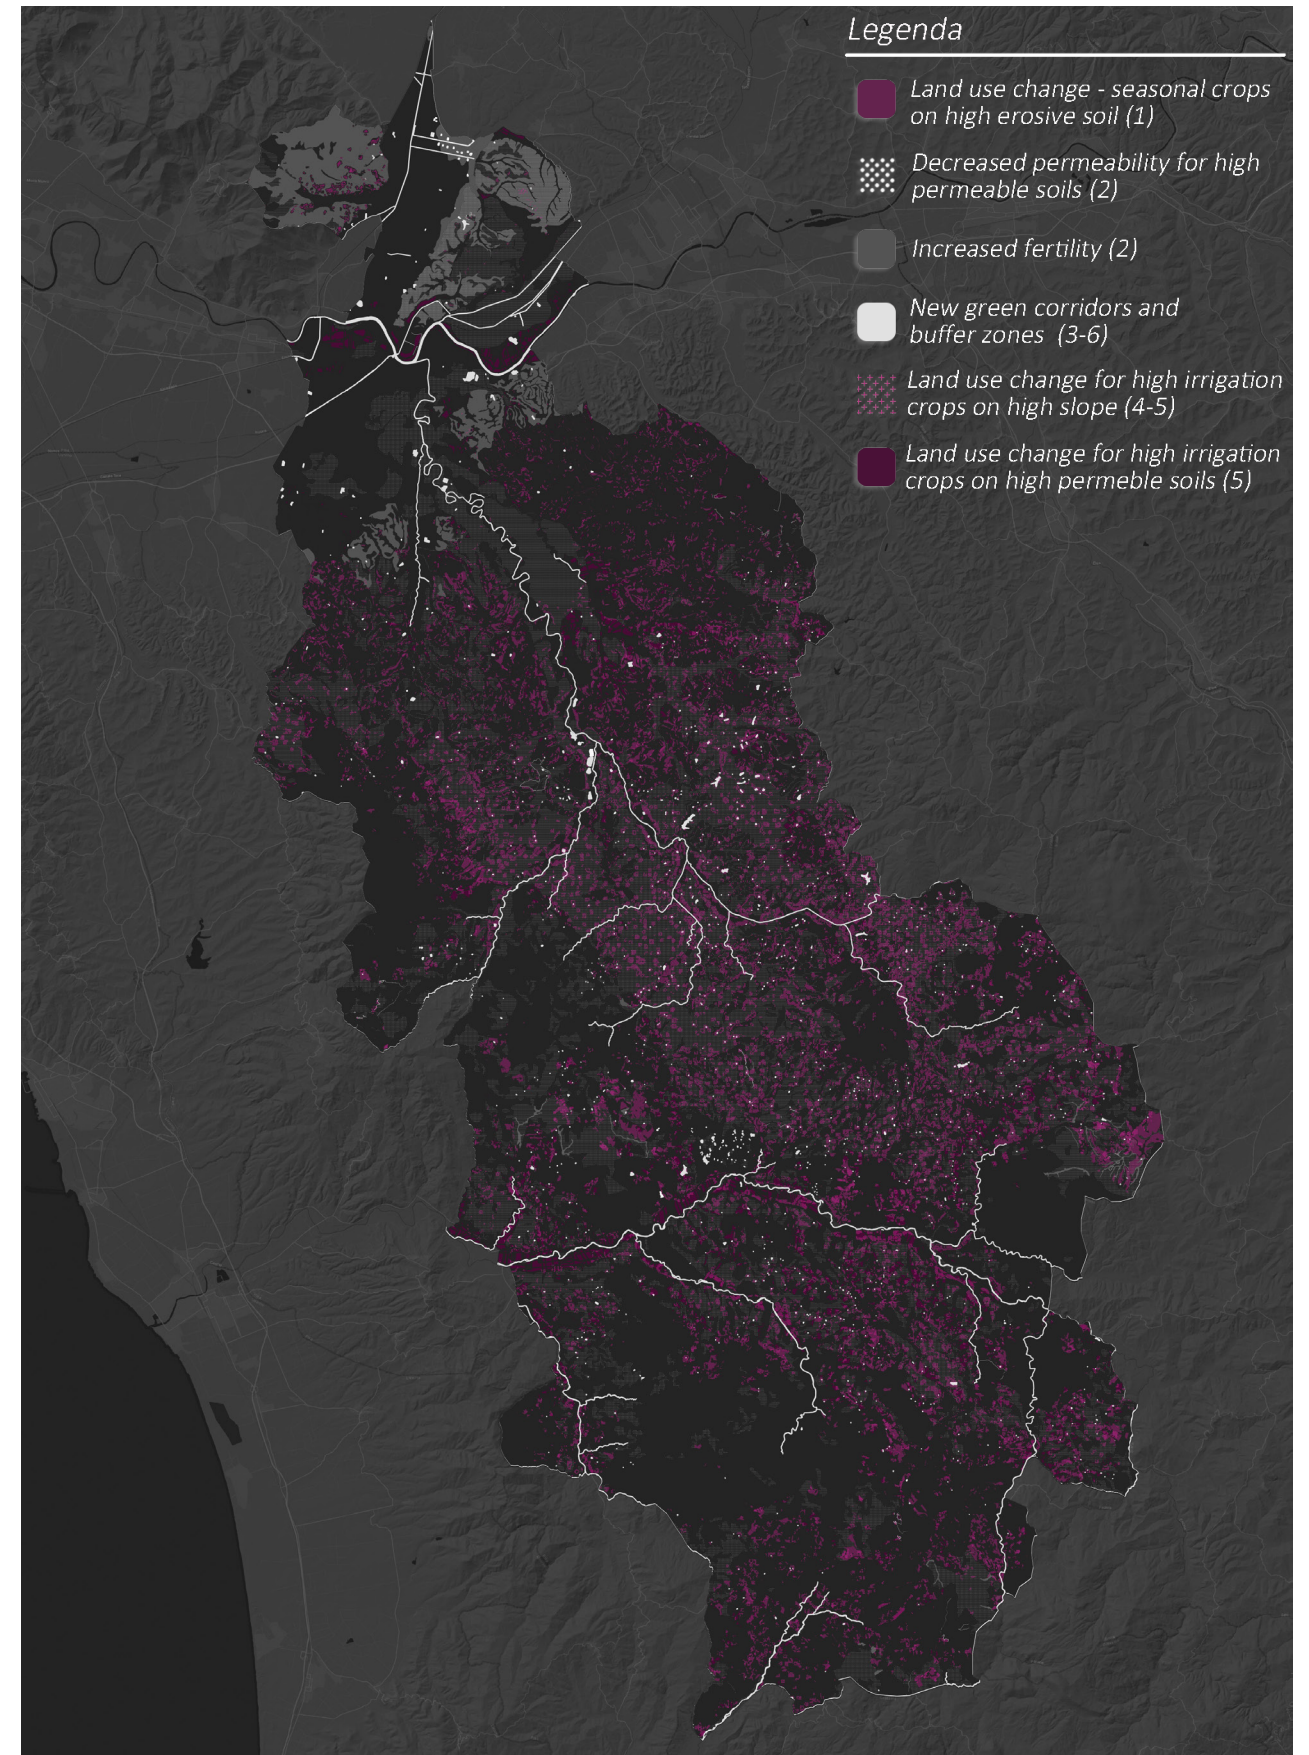 Legenda
Land use change - seasonal crops
on high erosive soil (1)
Decreased permeability for high
permeable soils (2)
Increased fertility (2)
New green corridors and
buffer zones (3-6)
Land use change for high irrigation
crops on high slope (4-5)
Land use change for high irrigation
crops on high permeble soils (5)